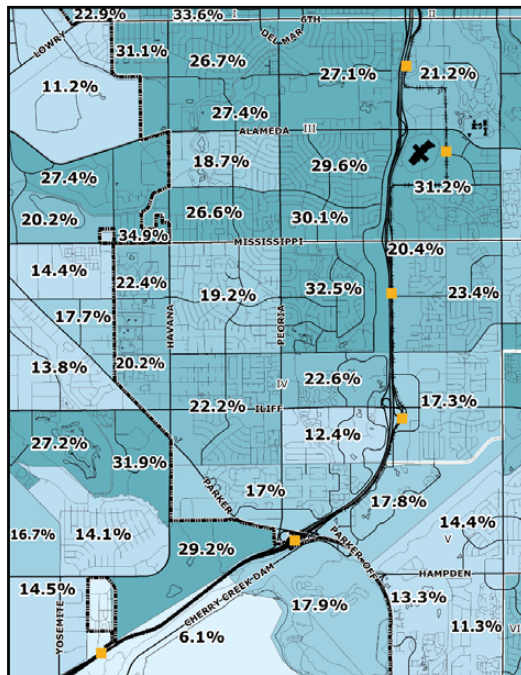 22.9%
33.6%
I
6TH
II
LOWRY
31.1%
DEL MAR
26.7%
27.1%
21.2%
11.2%
27.4%
ALAMEDA
III
18.7%
29.6%
27.4%
31.2%
20.2%
26.6%
30.1%
34.9%
MISSISSIPPI
20.4%
14.4%
22.4%
19.2%
32.5%
23.4%
17.7%
HAVANA
PEORIA
13.8%
20.2%
22.6%
IV
17.3%
22.2%
ILIFF
12.4%
27.2%
31.9%
17%
PARKER
17.8%
16.7%
14.1%
14.4%
29.2%
PARKER-OFF
V
14.5%
CHERRY CREEK DAM
HAMPDEN
YOSEMITE
17.9%
13.3%
6.1%
11.3%
VI